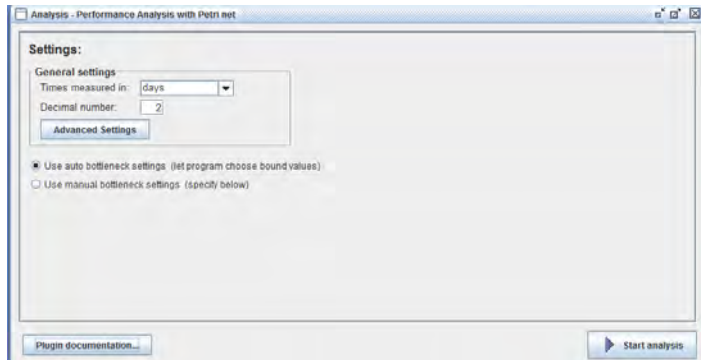 Analysis - Performance Analysis with Petri net
Settings:
General settings
Times measured in: days
Decimal number: 2
Advanced Settings
Use auto bottleneck settings (let program choose bound values)
Use manual bottleneck settings (specify below)
Plugin documentation...
Start analysis